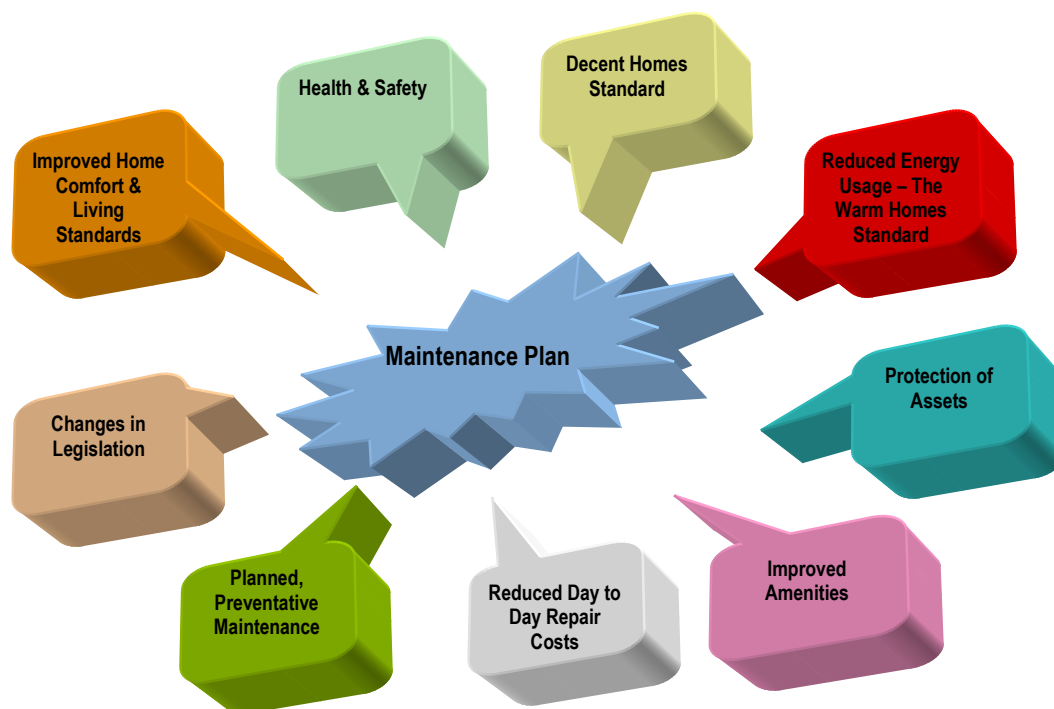 Health & Safety
Decent Homes
Standard
Improved Home
Comfort &
Living
Standards
Reduced Energy
Usage – The
Warm Homes
Standard
Maintenance Plan
Changes in
Legislation
Protection of
Assets
Planned,
Preventative
Maintenance
Reduced Day to
Day Repair
Costs
Improved
Amenities